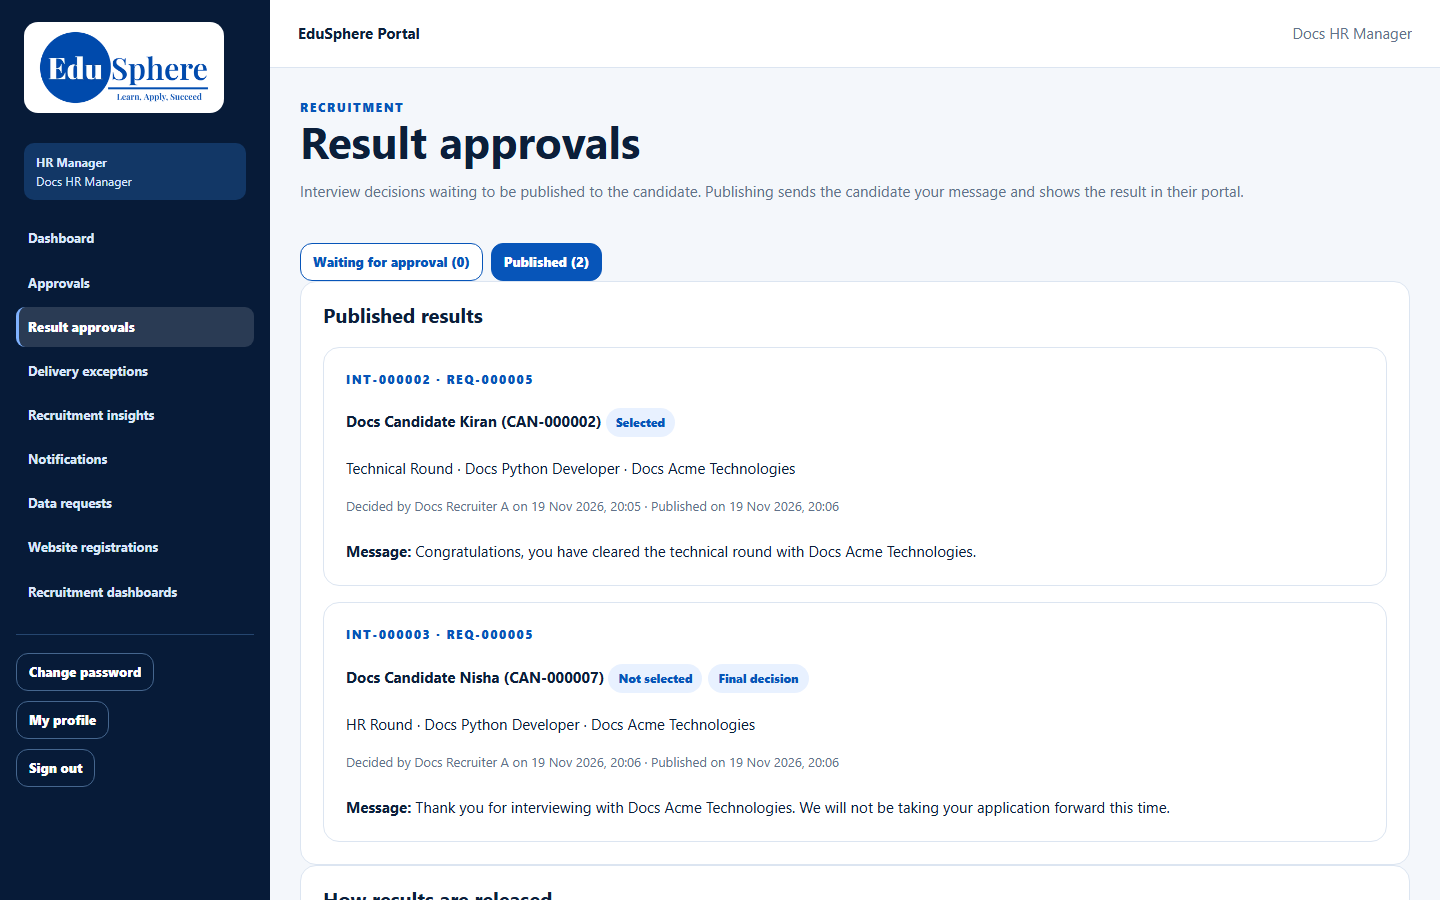 EduSphere
Learn. Apply, Succeed
HR Manager
Docs HR Manager
Dashboard
Approvals
Result approvals
Delivery exceptions
Recruitment insights
Notifications
Data requests
Website registrations
Recruitment dashboards
Change password
My profile
Sign out
EduSphere Portal
Docs HR Manager
RECRUITMENT
Result approvals
Interview decisions waiting to be published to the candidate. Publishing sends the candidate your message and shows the result in their portal.
Waiting for approval (0)
Published (2)
Published results
INT-000002 · REQ-000005
Docs Candidate Kiran (CAN-000002) Selected
Technical Round · Docs Python Developer · Docs Acme Technologies
Decided by Docs Recruiter A on 19 Nov 2026, 20:05 · Published on 19 Nov 2026, 20:06
Message: Congratulations, you have cleared the technical round with Docs Acme Technologies.
INT-000003 · REQ-000005
Docs Candidate Nisha (CAN-000007) Not selected Final decision
HR Round · Docs Python Developer · Docs Acme Technologies
Decided by Docs Recruiter A on 19 Nov 2026, 20:06 · Published on 19 Nov 2026, 20:06
Message: Thank you for interviewing with Docs Acme Technologies. We will not be taking your application forward this time.
How results are released